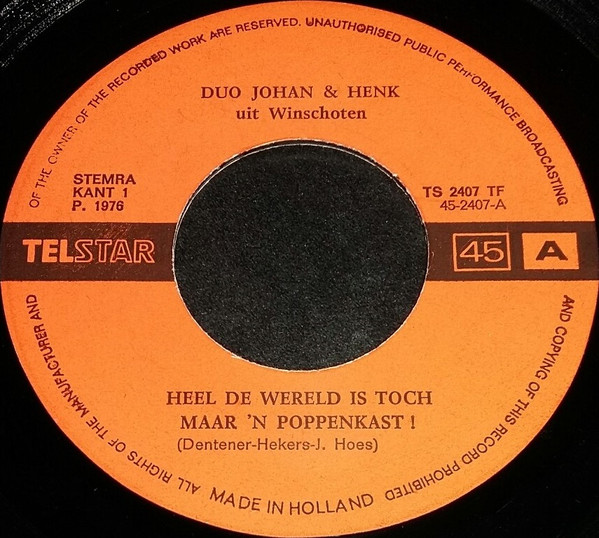 ALL RIGHTS OF THE MANUFACTURER AND OF THE OWNER OF THE RECORDED WORK ARE RESERVED. UNAUTHORISED PUBLIC PERFORMANCE BROADCASTING AND COPYING OF THIS RECORD PROHIBITED
DUO JOHAN & HENK
uit Winschoten
STEMRA
KANT 1
P. 1976
TS 2407 TF
45-2407-A
TELSTAR
45 A
HEEL DE WERELD IS TOCH
MAAR 'N POPPENKAST!
(Dentener-Hekers-J. Hoes)
MADE IN HOLLAND